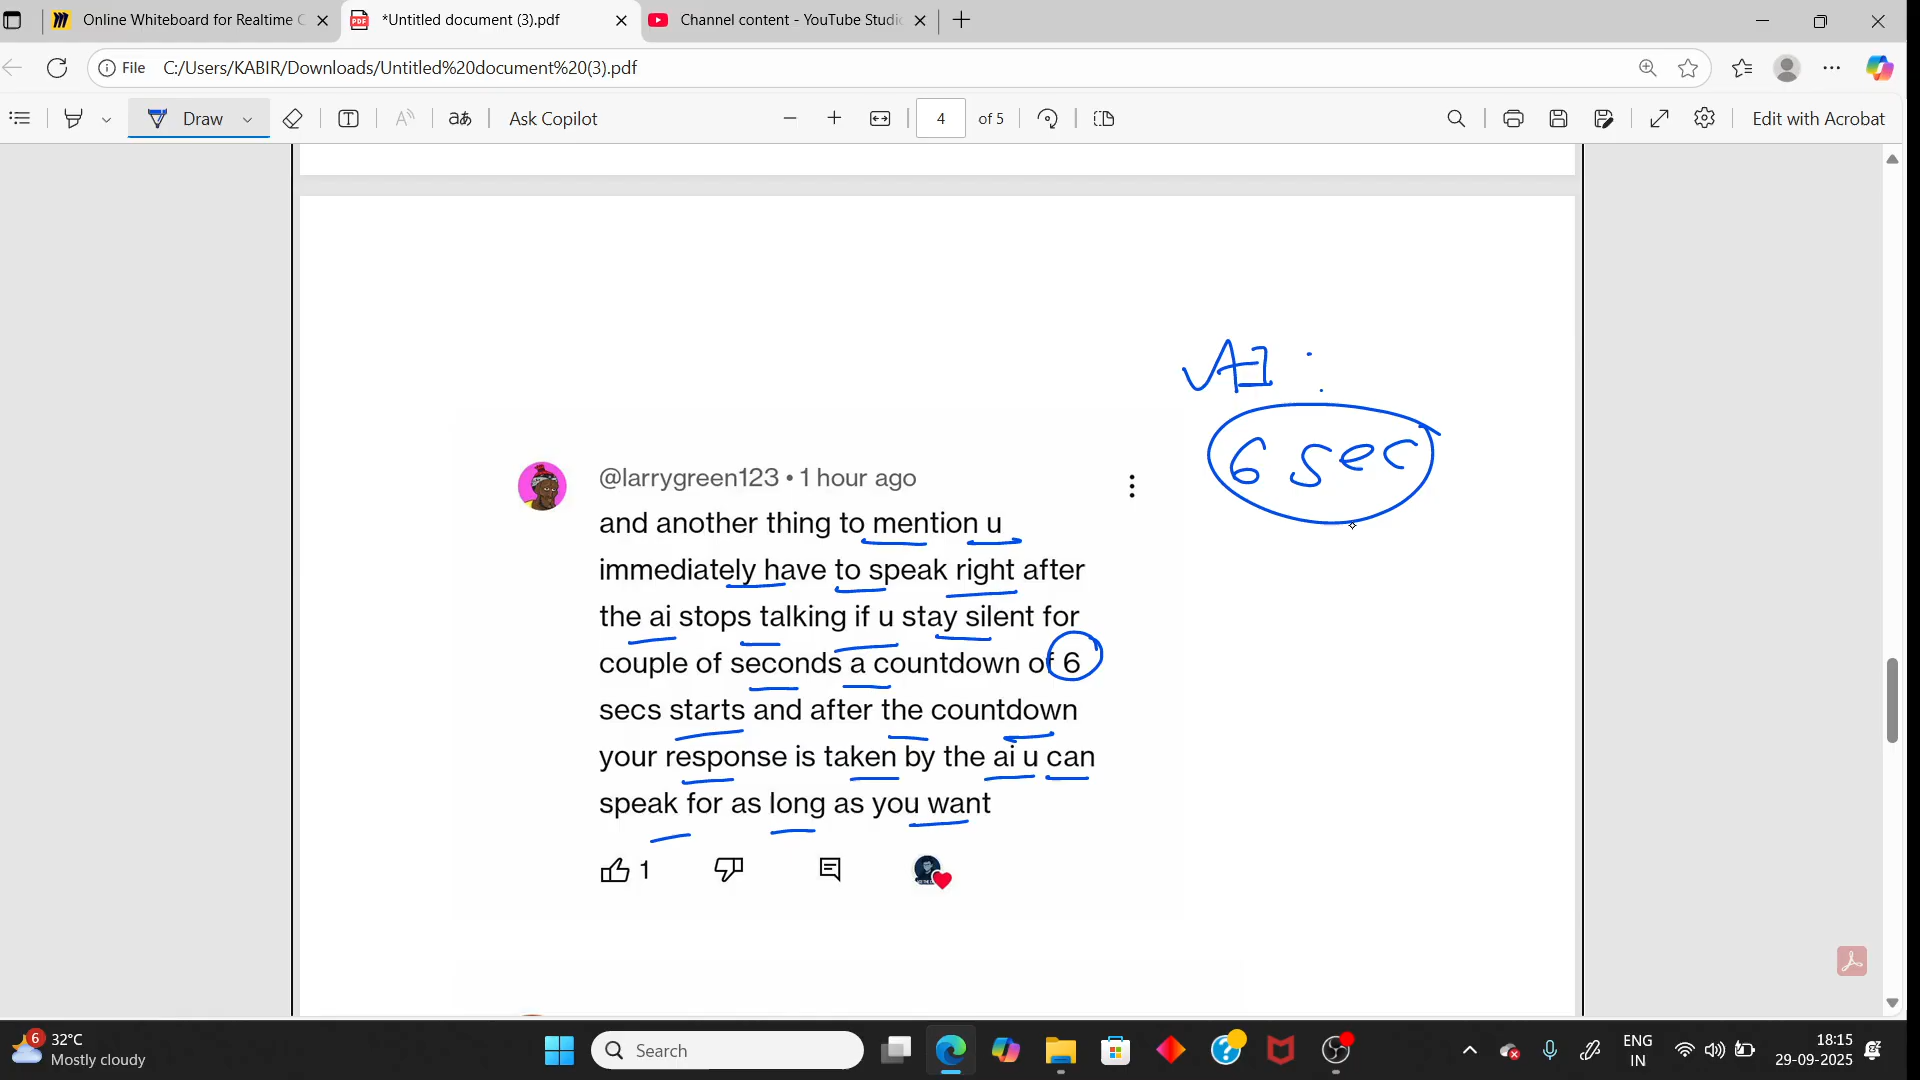 Online Whiteboard for Realtime C
*Untitled document (3).pdf
Channel content - YouTube Studio
File
C:/Users/KABIR/Downloads/Untitled%20document%20(3).pdf
Draw
aあ
Ask Copilot
4
of 5
Edit with Acrobat
AI :
6 sec
@larrygreen123 • 1 hour ago
and another thing to mention u
immediately have to speak right after
the ai stops talking if u stay silent for
couple of seconds a countdown of 6
secs starts and after the countdown
your response is taken by the ai u can
speak for as long as you want
1
6
32°C
Mostly cloudy
Search
ENG
IN
18:15
29-09-2025